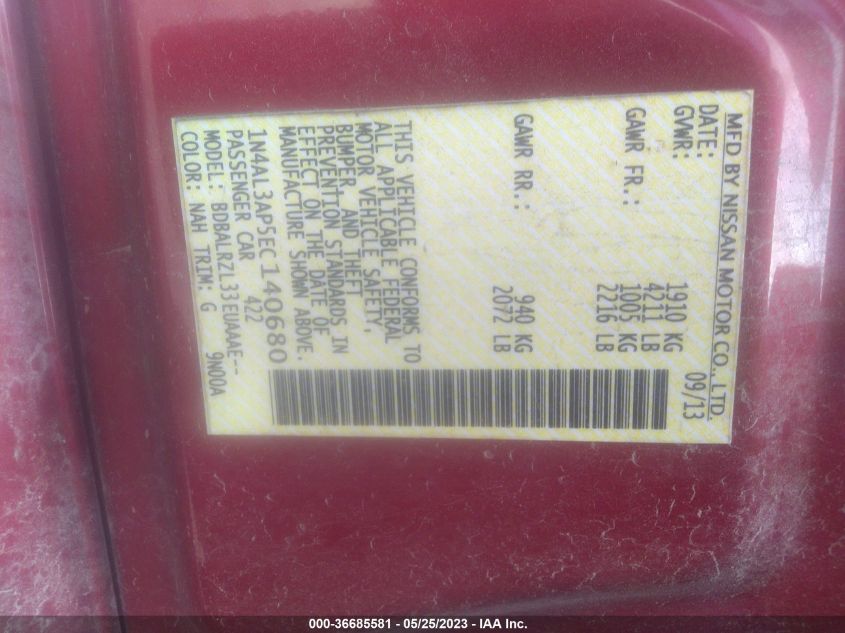 MFD BY NISSAN MOTOR CO., LTD.
DATE: 09/13
GVWR: 1910 KG
4211 LB
GAWR FR.: 1005 KG
2216 LB
GAWR RR.: 940 KG
2072 LB
THIS VEHICLE CONFORMS TO
ALL APPLICABLE FEDERAL
MOTOR VEHICLE SAFETY,
BUMPER, AND THEFT
PREVENTION STANDARDS IN
EFFECT ON THE DATE OF
MANUFACTURE SHOWN ABOVE.
1N4AL3AP5EC140680
PASSENGER CAR 422
MODEL: BDBALRZL33EUAAAE--
COLOR: NAH TRIM: G 9N00A
000-36685581 - 05/25/2023 - IAA Inc.